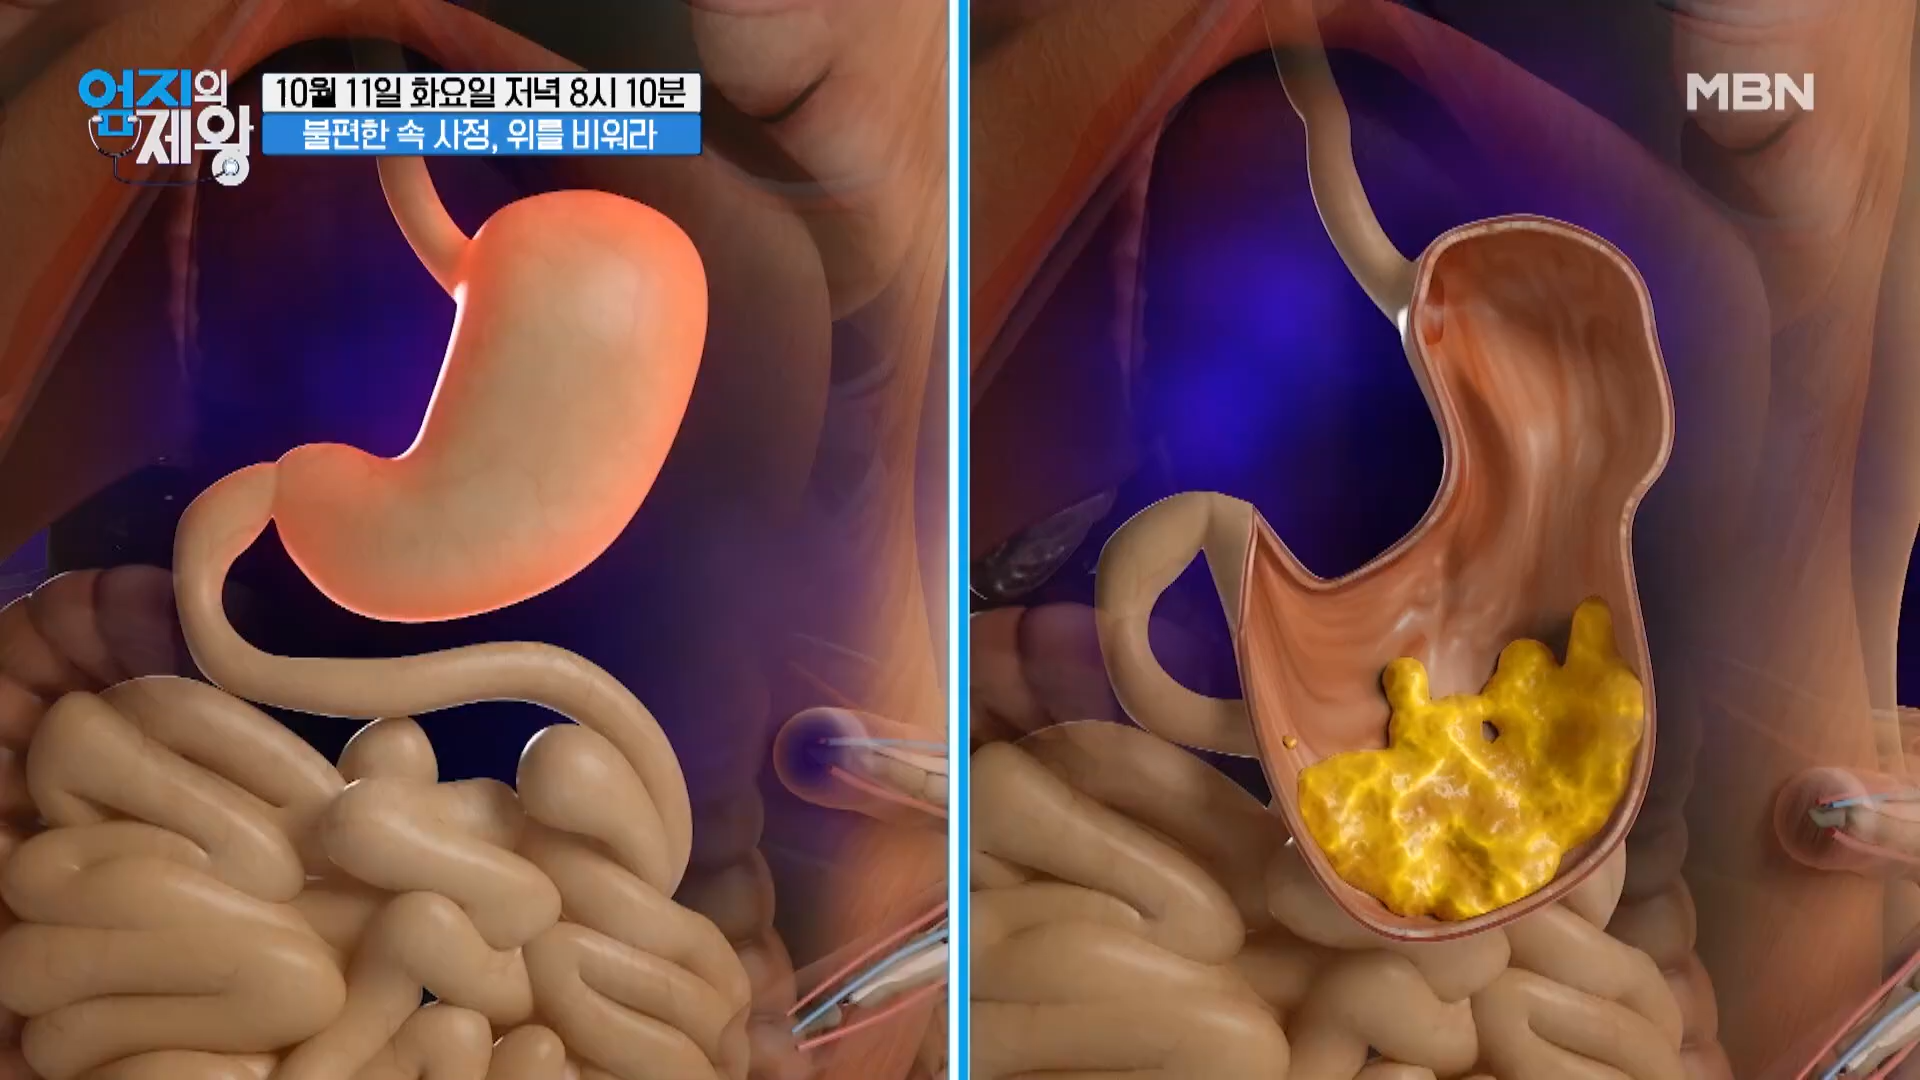 엄지의
제왕
10월 11일 화요일 저녁 8시 10분
불편한 속 사정, 위를 비워라
MBN